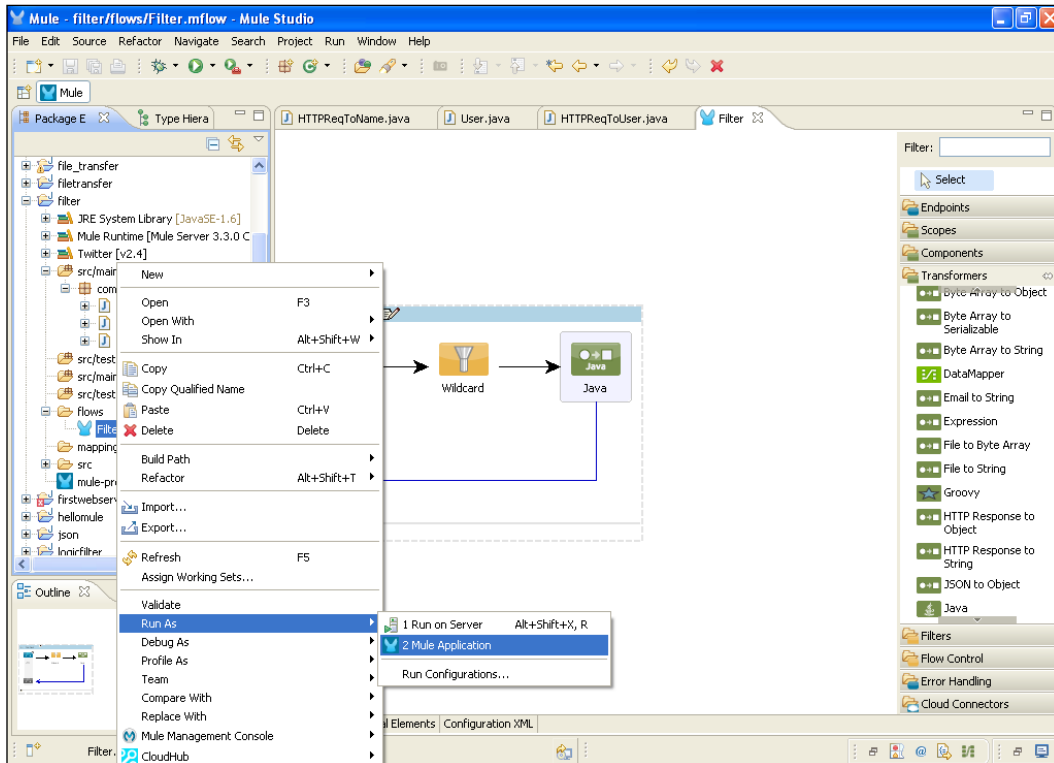 Mule - filter/flows/Filter.mflow - Mule Studio
File Edit Source Refactor Navigate Search Project Run Window Help
Mule
Package E
Type Hiera
HTTPReqToName.java
User.java
HTTPReqToUser.java
Filter
file_transfer
filetransfer
filter
JRE System Library [JavaSE-1.6]
Mule Runtime [Mule Server 3.3.0 C
Twitter [v2.4]
src/main
com
src/test
src/main
src/test
flows
Filte
mapping
src
mule-pro
firstwebserv
hellomule
json
logicfilter
Outline
New
Open F3
Open With
Show In Alt+Shift+W
Copy Ctrl+C
Copy Qualified Name
Paste Ctrl+V
Delete Delete
Build Path
Refactor Alt+Shift+T
Import...
Export...
Refresh F5
Assign Working Sets...
Validate
Run As
Debug As
Profile As
Team
Compare With
Replace With
Mule Management Console
CloudHub
1 Run on Server Alt+Shift+X, R
2 Mule Application
Run Configurations...
Wildcard
Java
Java
al Elements
Configuration XML
Filter:
Select
Endpoints
Scopes
Components
Transformers
Byte Array to Object
Byte Array to
Serializable
Byte Array to String
DataMapper
Email to String
Expression
File to Byte Array
File to String
Groovy
HTTP Response to
Object
HTTP Response to
String
JSON to Object
Java
Filters
Flow Control
Error Handling
Cloud Connectors
Filter.